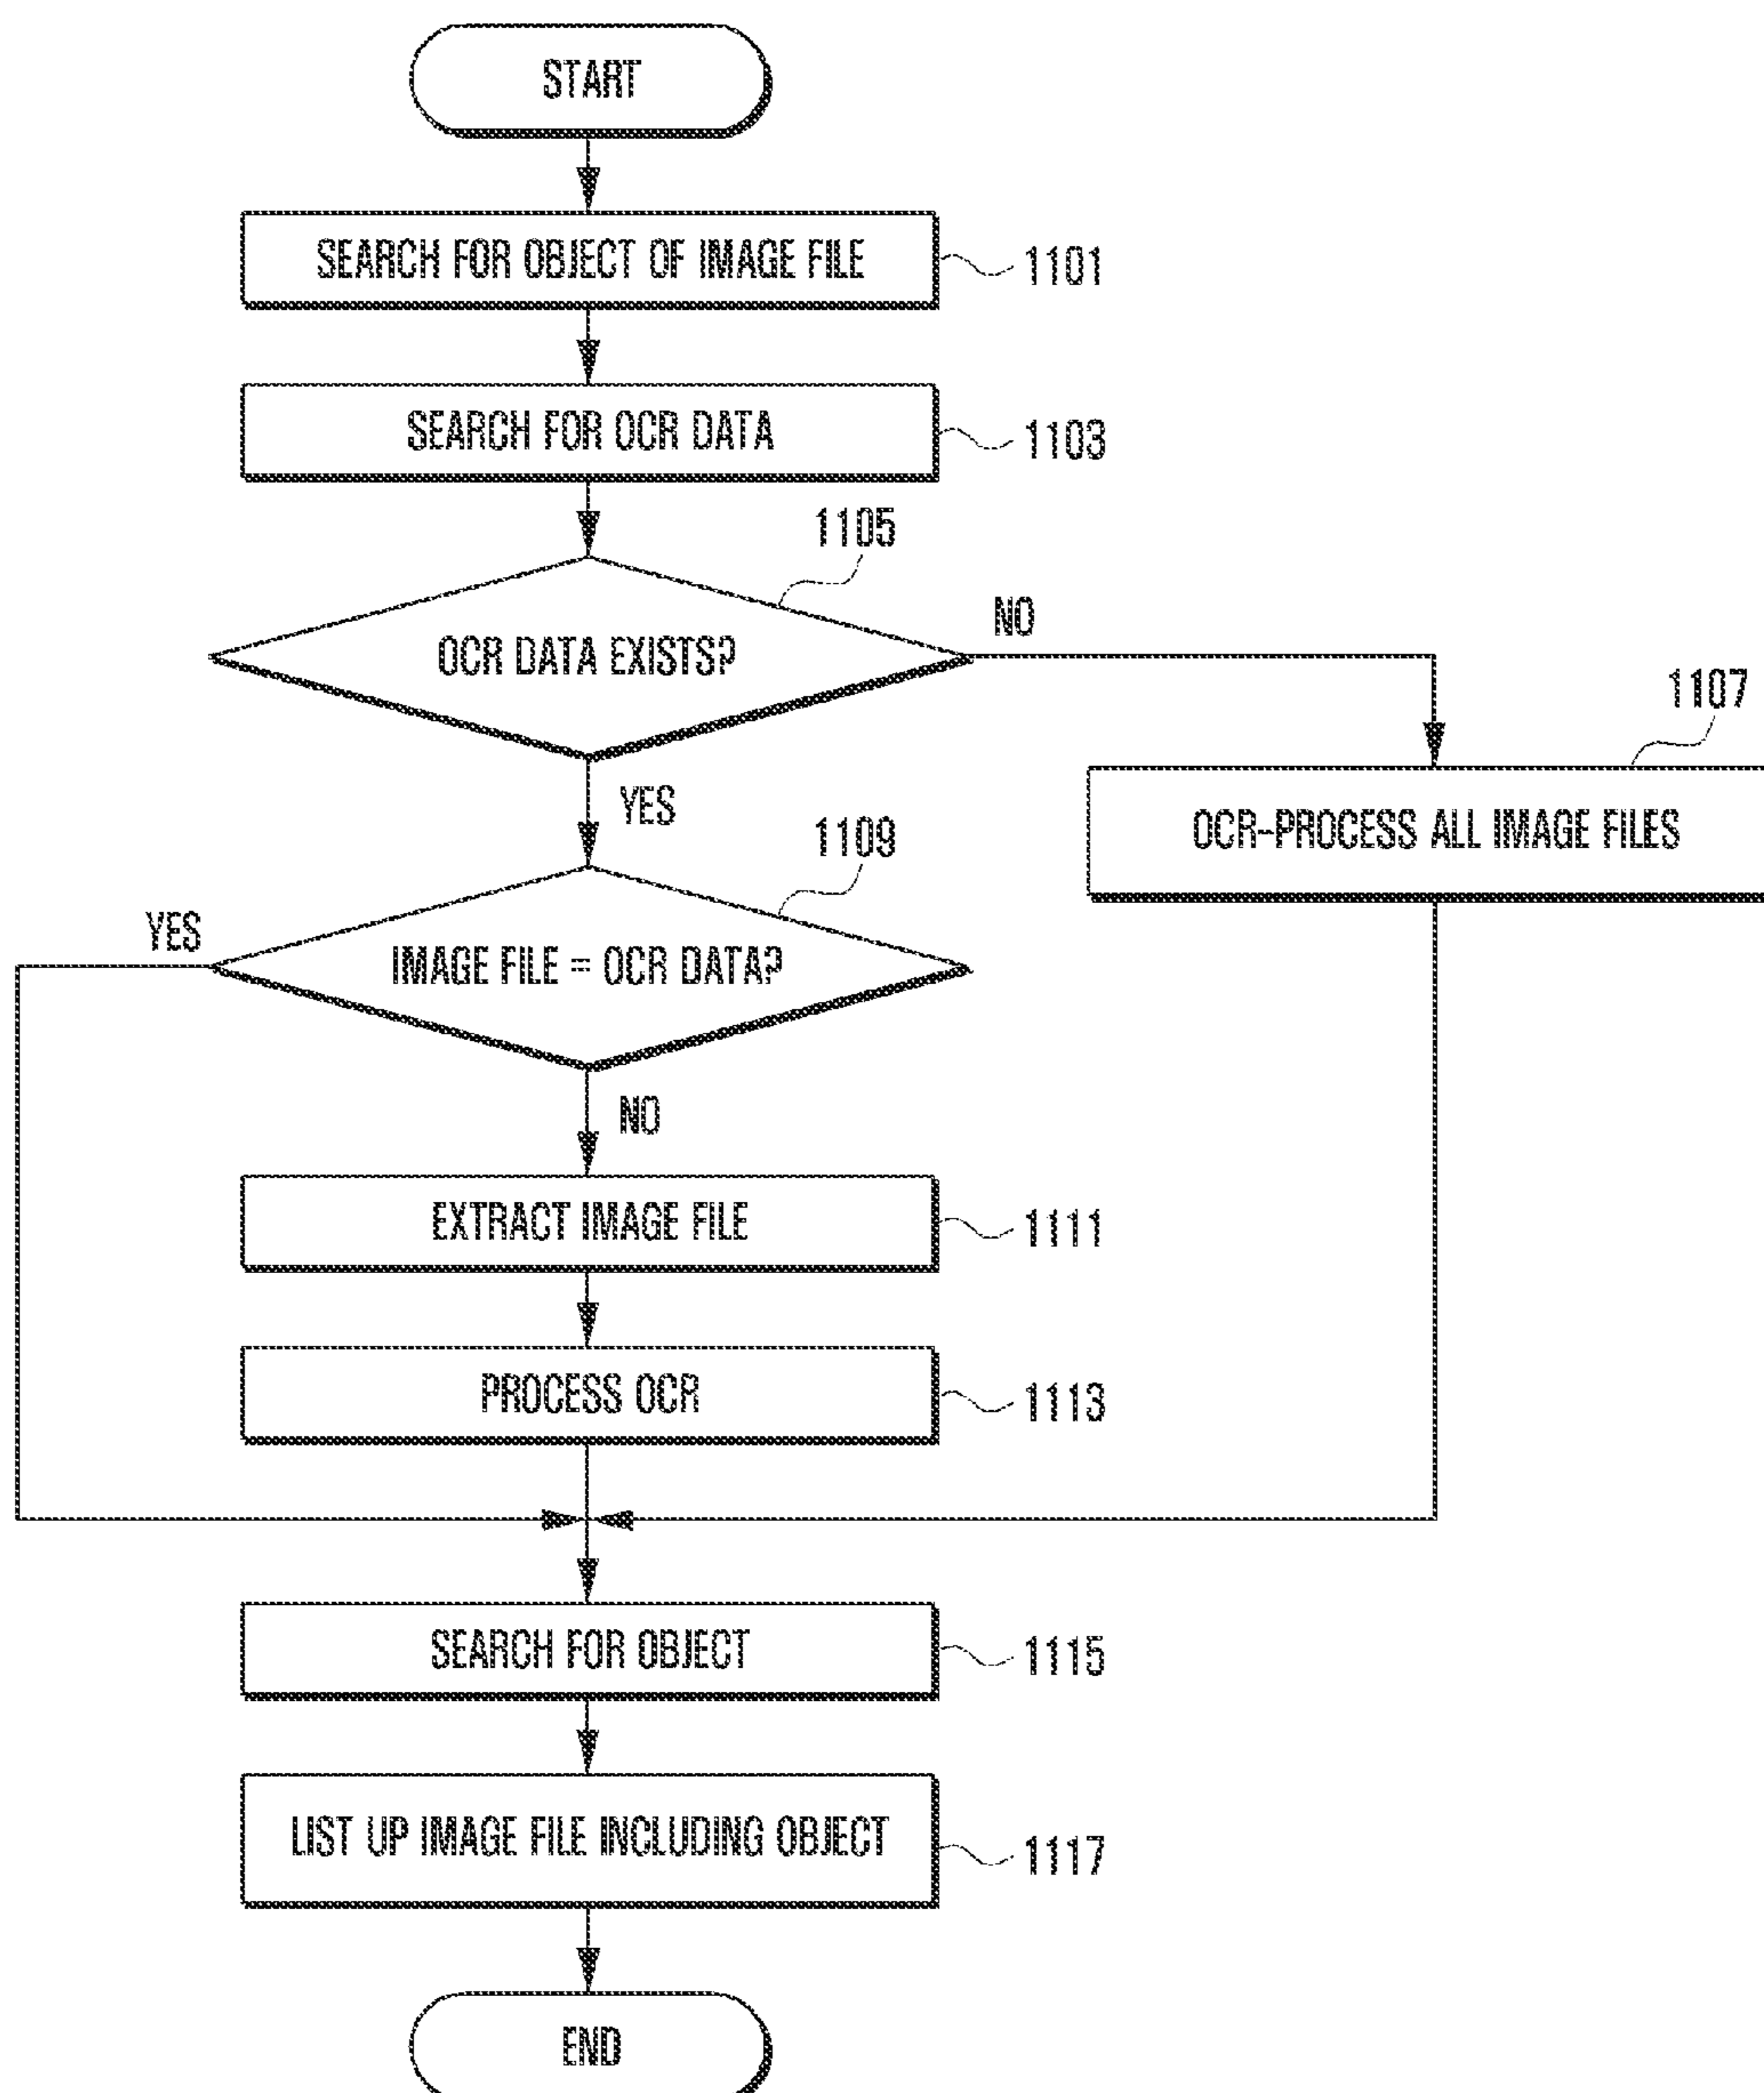 START
SEARCH FOR OBJECT OF IMAGE FILE
1101
SEARCH FOR OCR DATA
1103
1105
OCR DATA EXISTS?
NO
1107
OCR-PROCESS ALL IMAGE FILES
YES
1109
YES
IMAGE FILE = OCR DATA?
NO
EXTRACT IMAGE FILE
1111
PROCESS OCR
1113
SEARCH FOR OBJECT
1115
LIST UP IMAGE FILE INCLUDING OBJECT
1117
END